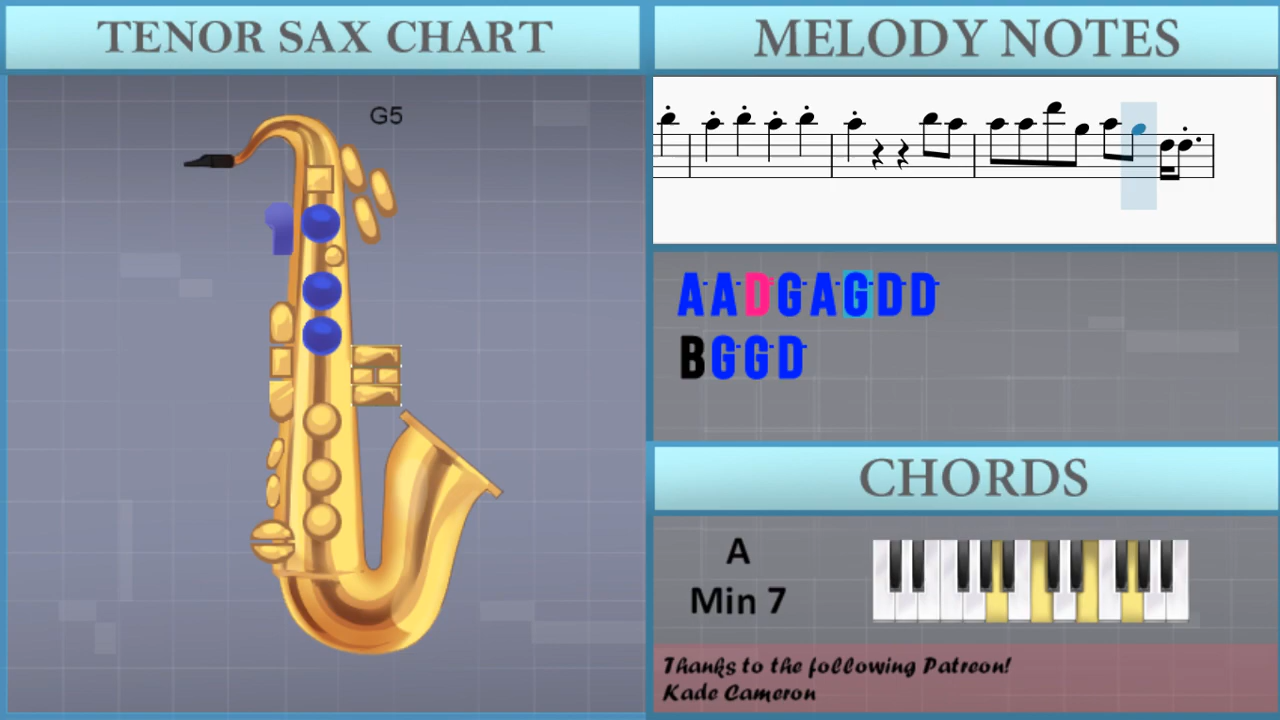 TENOR SAX CHART
G5
MELODY NOTES
AADGAGDD
BGGD
CHORDS
A
Min 7
Thanks to the following Patreon!
Kade Cameron